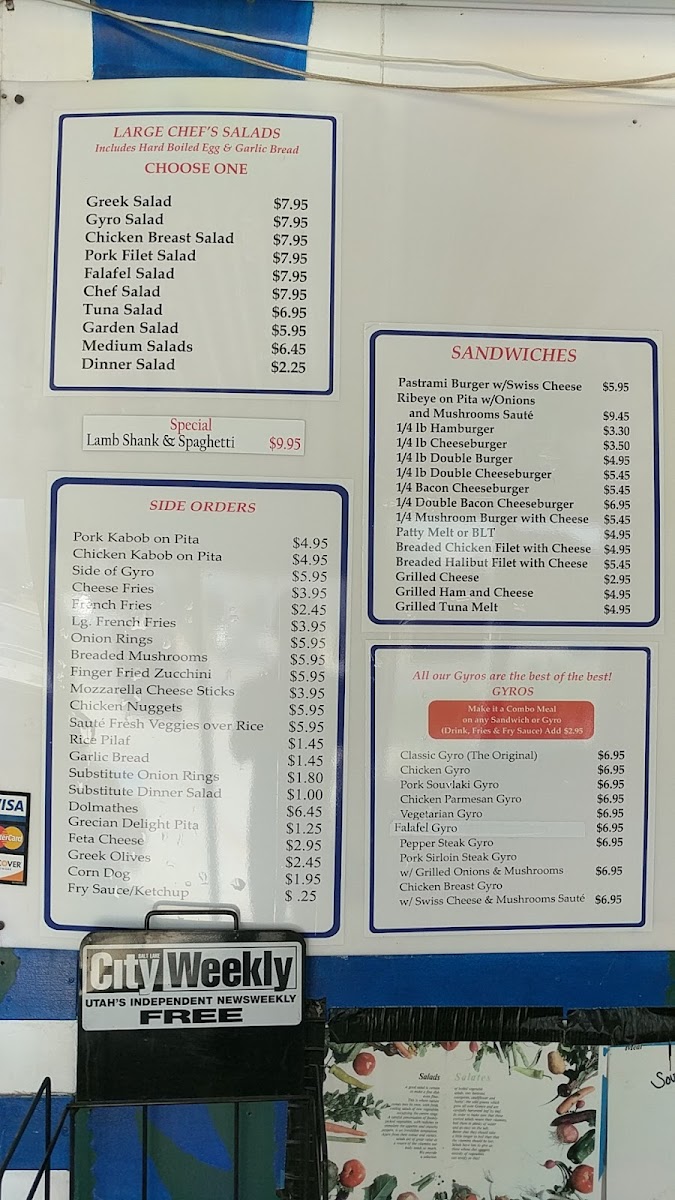 LARGE CHEF'S SALADS
Includes Hard Boiled Egg & Garlic Bread
CHOOSE ONE
Greek Salad $7.95
Gyro Salad $7.95
Chicken Breast Salad $7.95
Pork Filet Salad $7.95
Falafel Salad $7.95
Chef Salad $7.95
Tuna Salad $6.95
Garden Salad $5.95
Medium Salads $6.45
Dinner Salad $2.25
Special
Lamb Shank & Spaghetti $9.95
SIDE ORDERS
Pork Kabob on Pita $4.95
Chicken Kabob on Pita $4.95
Side of Gyro $5.95
Cheese Fries $3.95
French Fries $2.45
Lg. French Fries $3.95
Onion Rings $5.95
Breaded Mushrooms $5.95
Finger Fried Zucchini $5.95
Mozzarella Cheese Sticks $3.95
Chicken Nuggets $5.95
Sauté Fresh Veggies over Rice $5.95
Rice Pilaf $1.45
Garlic Bread $1.45
Substitute Onion Rings $1.80
Substitute Dinner Salad $1.00
Dolmathes $6.45
Grecian Delight Pita $1.25
Feta Cheese $2.95
Greek Olives $2.45
Corn Dog $1.95
Fry Sauce/Ketchup $ .25
SANDWICHES
Pastrami Burger w/Swiss Cheese $5.95
Ribeye on Pita w/Onions
and Mushrooms Sauté $9.45
1/4 lb Hamburger $3.30
1/4 lb Cheeseburger $3.50
1/4 lb Double Burger $4.95
1/4 lb Double Cheeseburger $5.45
1/4 Bacon Cheeseburger $5.45
1/4 Double Bacon Cheeseburger $6.95
1/4 Mushroom Burger with Cheese $5.45
Patty Melt or BLT $4.95
Breaded Chicken Filet with Cheese $4.95
Breaded Halibut Filet with Cheese $5.45
Grilled Cheese $2.95
Grilled Ham and Cheese $4.95
Grilled Tuna Melt $4.95
All our Gyros are the best of the best!
GYROS
Make it a Combo Meal
on any Sandwich or Gyro
(Drink, Fries & Fry Sauce) Add $2.95
Classic Gyro (The Original) $6.95
Chicken Gyro $6.95
Pork Souvlaki Gyro $6.95
Chicken Parmesan Gyro $6.95
Vegetarian Gyro $6.95
Falafel Gyro $6.95
Pepper Steak Gyro $6.95
Pork Sirloin Steak Gyro
w/ Grilled Onions & Mushrooms $6.95
Chicken Breast Gyro
w/ Swiss Cheese & Mushrooms Sauté $6.95
VISA
terCard
COVER
SALT LAKE
City Weekly
UTAH'S INDEPENDENT NEWSWEEKLY
FREE
Salads Salates
Sou